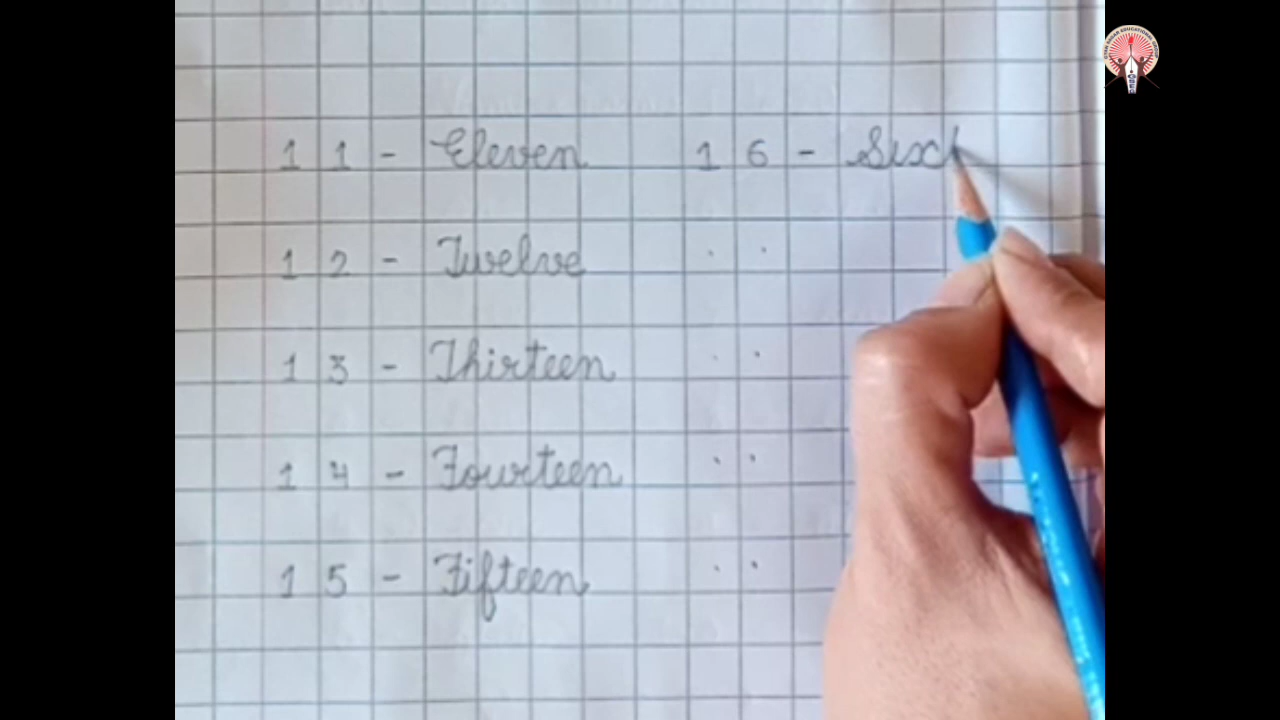 11 - Eleven 16 - Sixt
12 - Twelve
13 - Thirteen
14 - Fourteen
15 - Fifteen